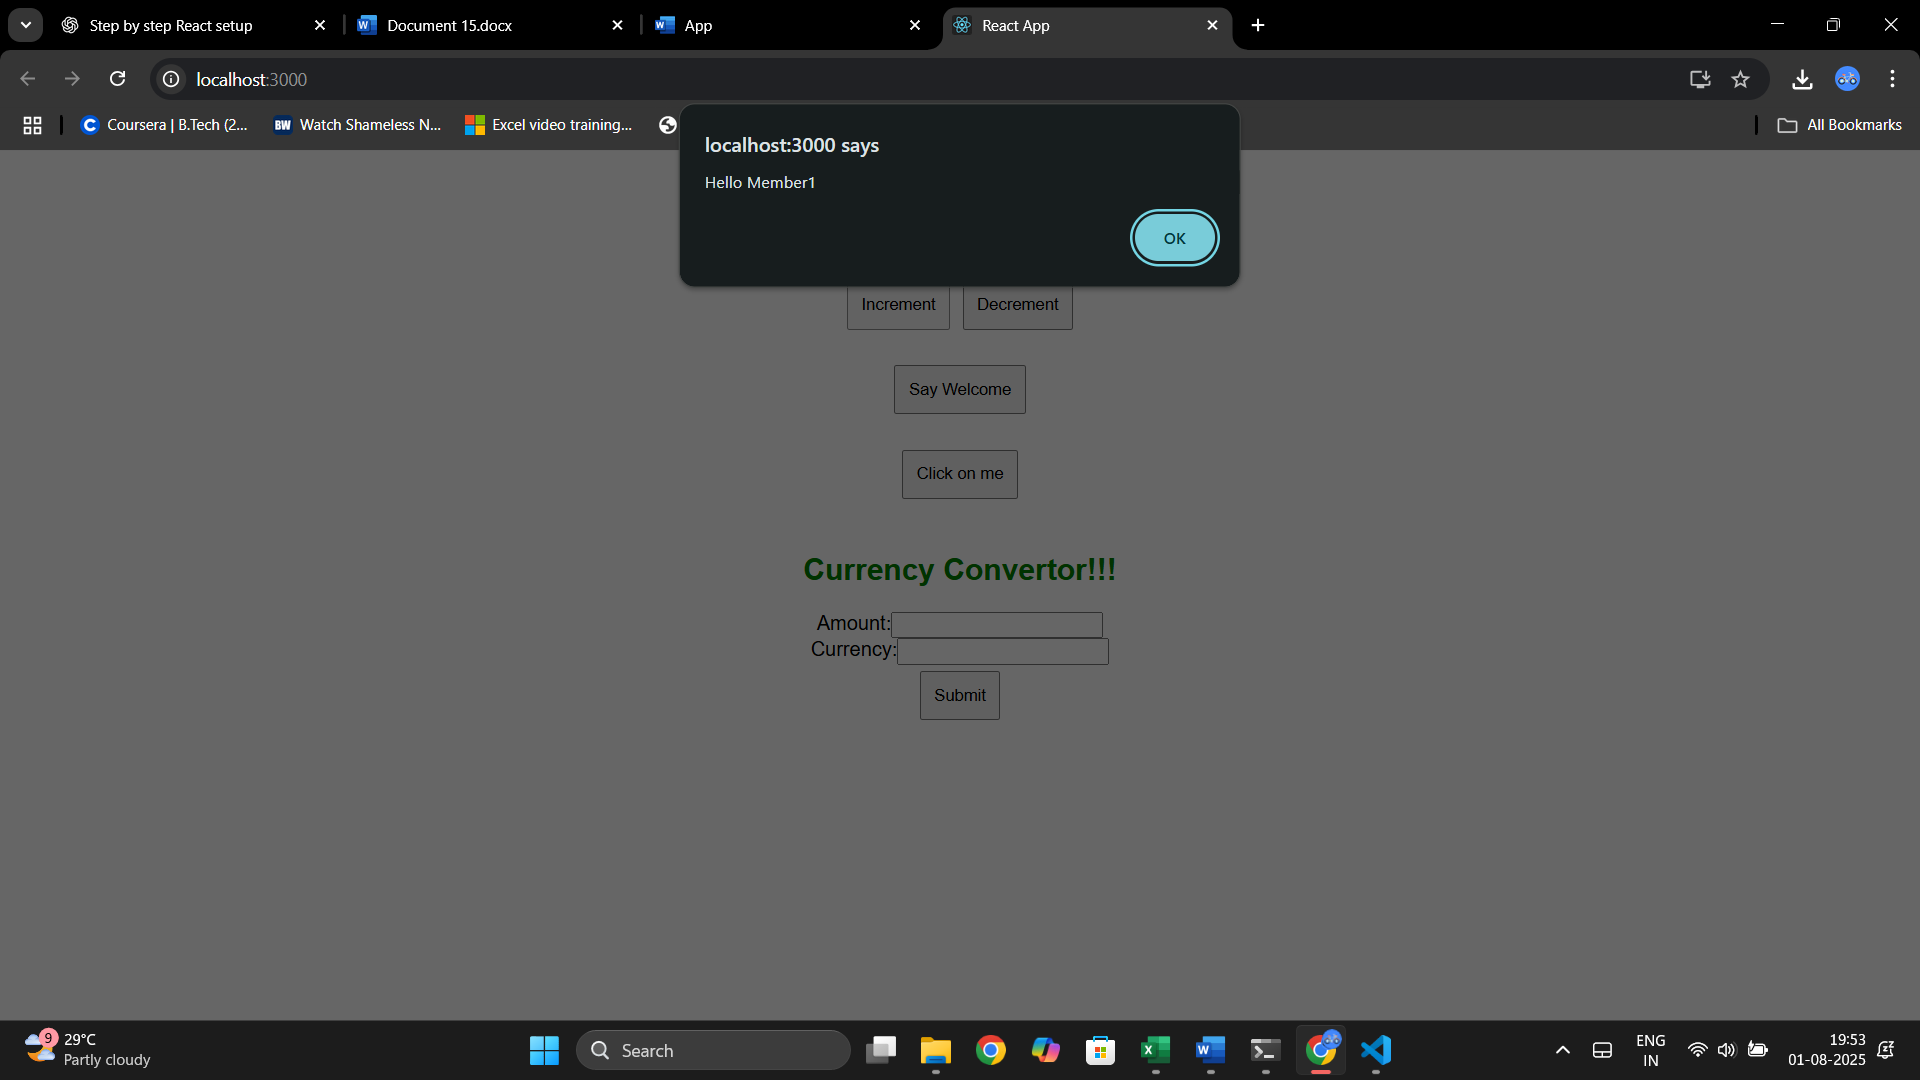 Step by step React setup
Document 15.docx
App
React App
localhost:3000
Coursera | B.Tech (2...
BW Watch Shameless N...
Excel video training...
All Bookmarks
localhost:3000 says
Hello Member1
OK
Increment Decrement
Say Welcome
Click on me
Currency Convertor!!!
Amount:
Currency:
Submit
9
29°C
Partly cloudy
Search
ENG
IN
19:53
01-08-2025